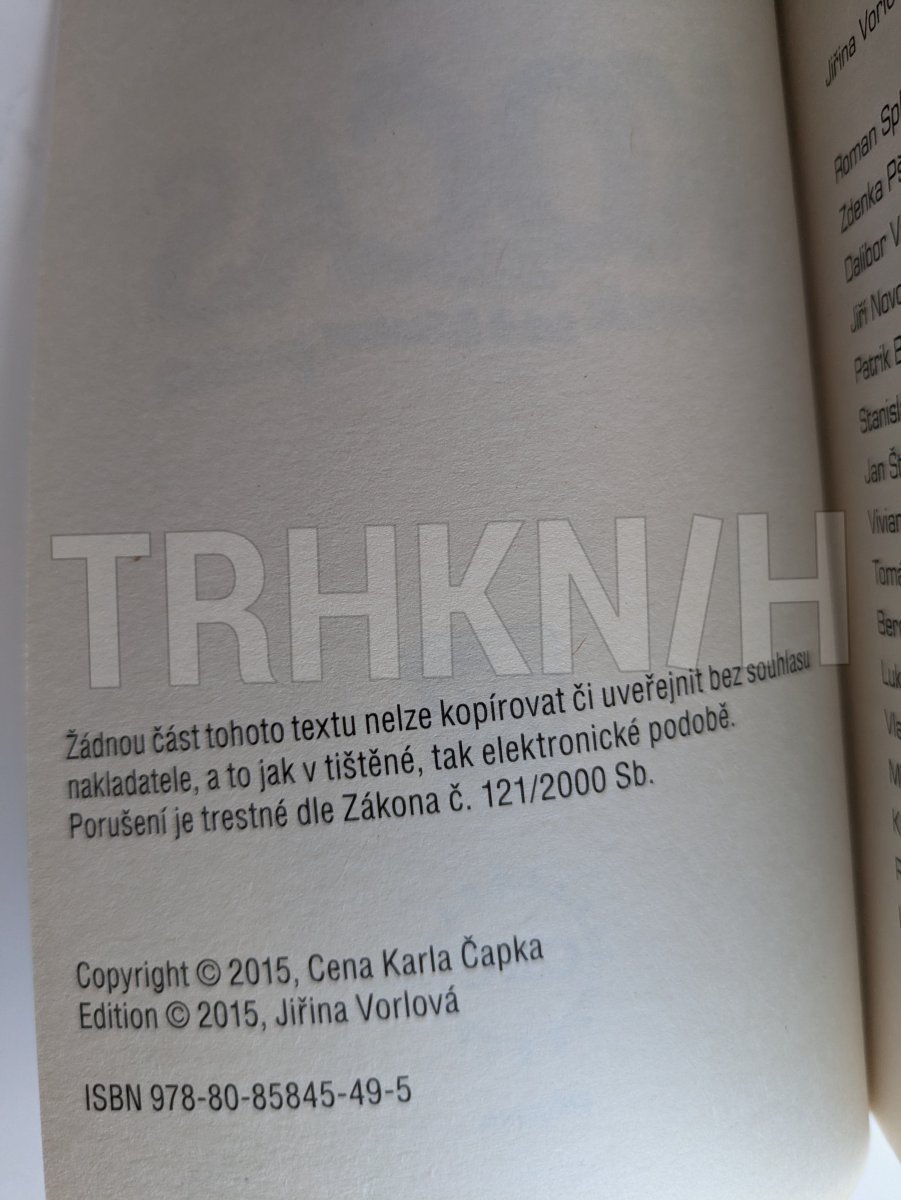 TRHKNIH
Žádnou část tohoto textu nelze kopírovat či uveřejnit bez souhlasu
nakladatele, a to jak v tištěné, tak elektronické podobě.
Porušení je trestné dle Zákona č. 121/2000 Sb.
Copyright © 2015, Cena Karla Čapka
Edition © 2015, Jiřina Vorlová
ISBN 978-80-85845-49-5
Jiřina
Roman
Zdenka
Dalibor
Jiří
Patrik
Jan